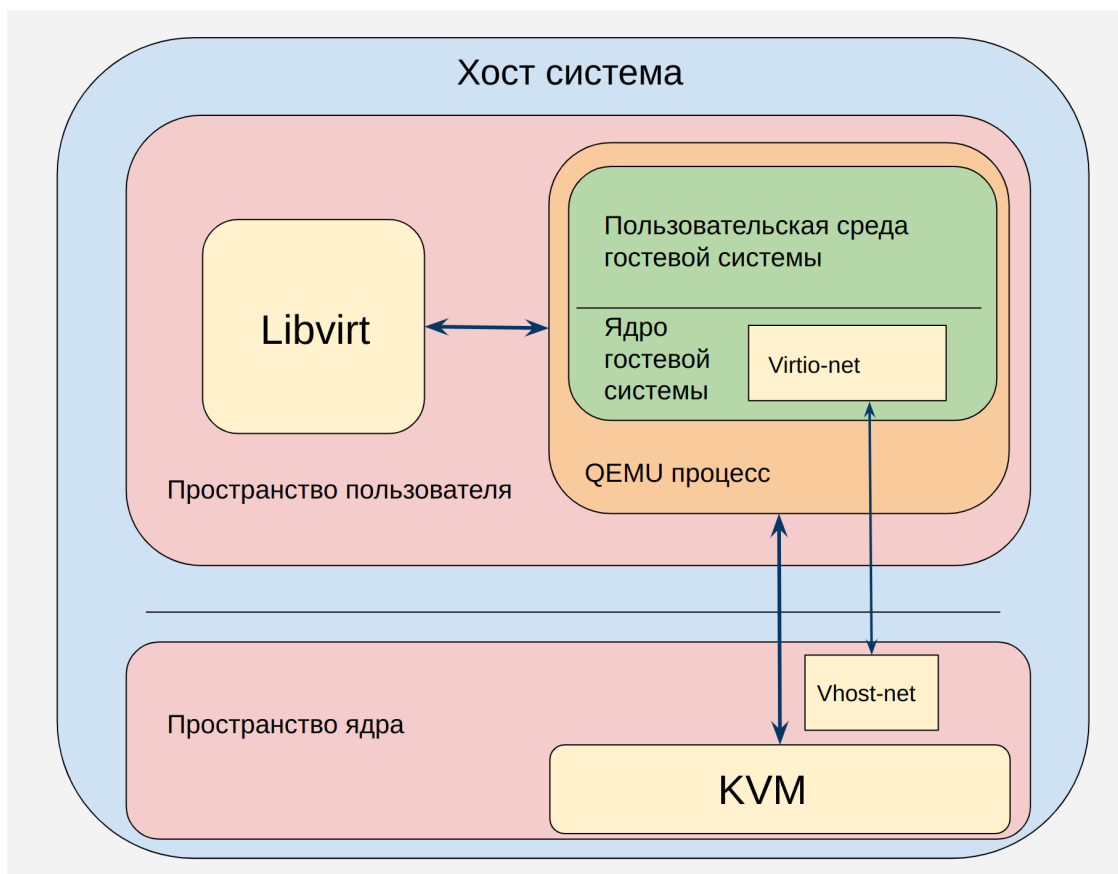 Хост система
Пользовательская среда
гостевой системы
Libvirt
Ядро
гостевой
системы
Virtio-net
QEMU процесс
Пространство пользователя
Vhost-net
Пространство ядра
KVM